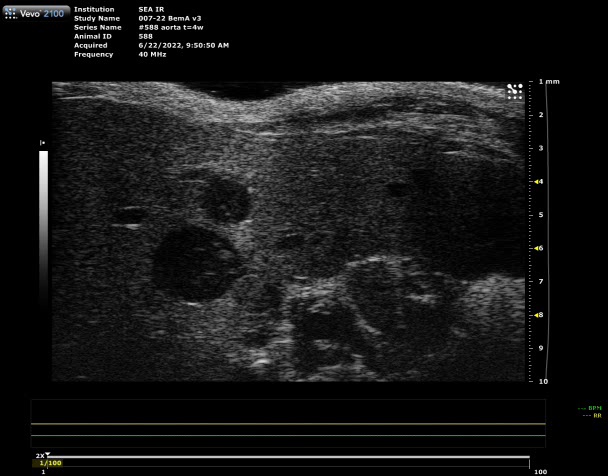 Vevo 2100
Institution SEA IR
Study Name 007-22 BemA v3
Series Name #588 aorta t=4w
Animal ID 588
Acquired 6/22/2022, 9:50:50 AM
Frequency 40 MHz
1 mm
2
3
4
5
6
7
8
9
10
--- BPM
--- RR
2X
1/100
1
100